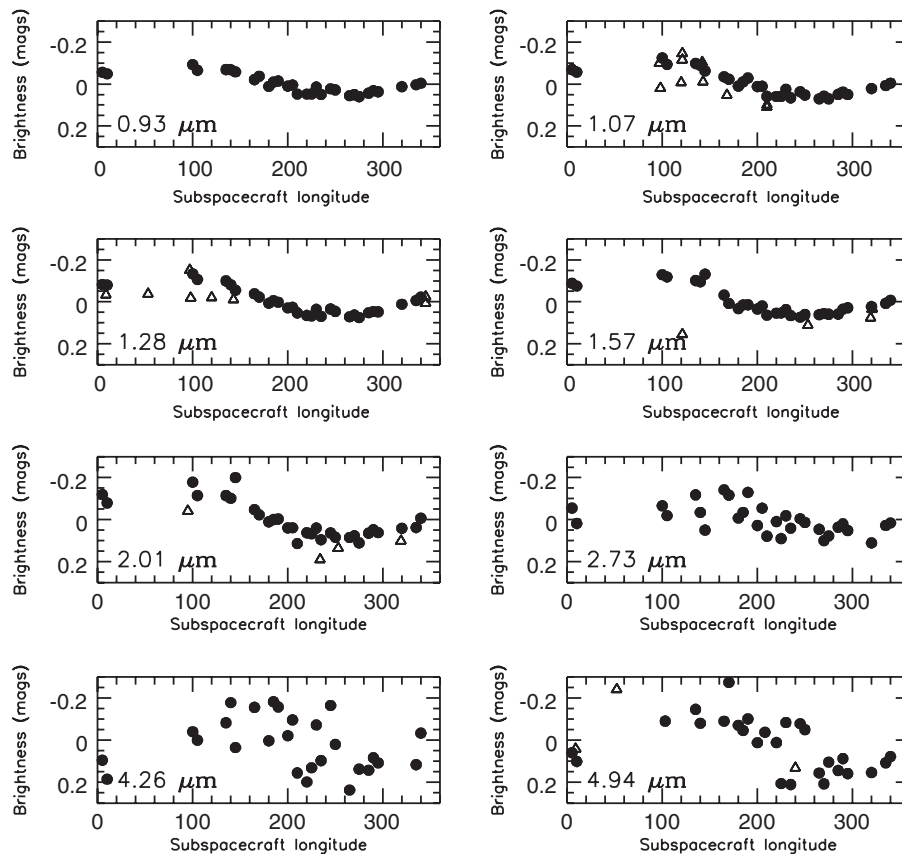 Brightness (mags)
-0.2
0
0.2
0.93 μm
0 100 200 300
Subspacecraft longitude
Brightness (mags)
-0.2
0
0.2
1.07 μm
0 100 200 300
Subspacecraft longitude
Brightness (mags)
-0.2
0
0.2
1.28 μm
0 100 200 300
Subspacecraft longitude
Brightness (mags)
-0.2
0
0.2
1.57 μm
0 100 200 300
Subspacecraft longitude
Brightness (mags)
-0.2
0
0.2
2.01 μm
0 100 200 300
Subspacecraft longitude
Brightness (mags)
-0.2
0
0.2
2.73 μm
0 100 200 300
Subspacecraft longitude
Brightness (mags)
-0.2
0
0.2
4.26 μm
0 100 200 300
Subspacecraft longitude
Brightness (mags)
-0.2
0
0.2
4.94 μm
0 100 200 300
Subspacecraft longitude